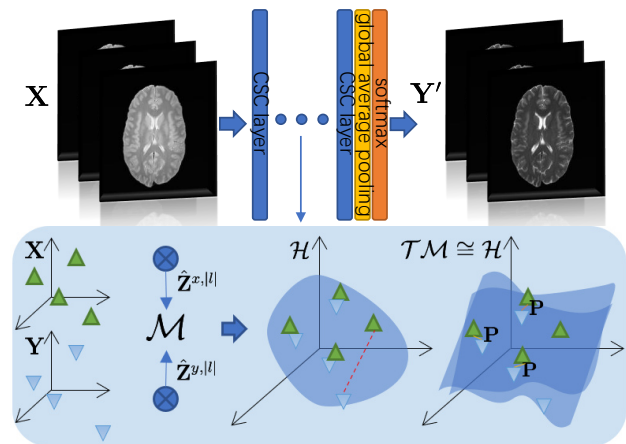 X
CSC layer
CSC layer
global average pooling
softmax
Y′
X
Y
Ẑ^{x,|l|}
ℳ
Ẑ^{y,|l|}
ℋ
𝒯ℳ ≅ ℋ
P
P
P